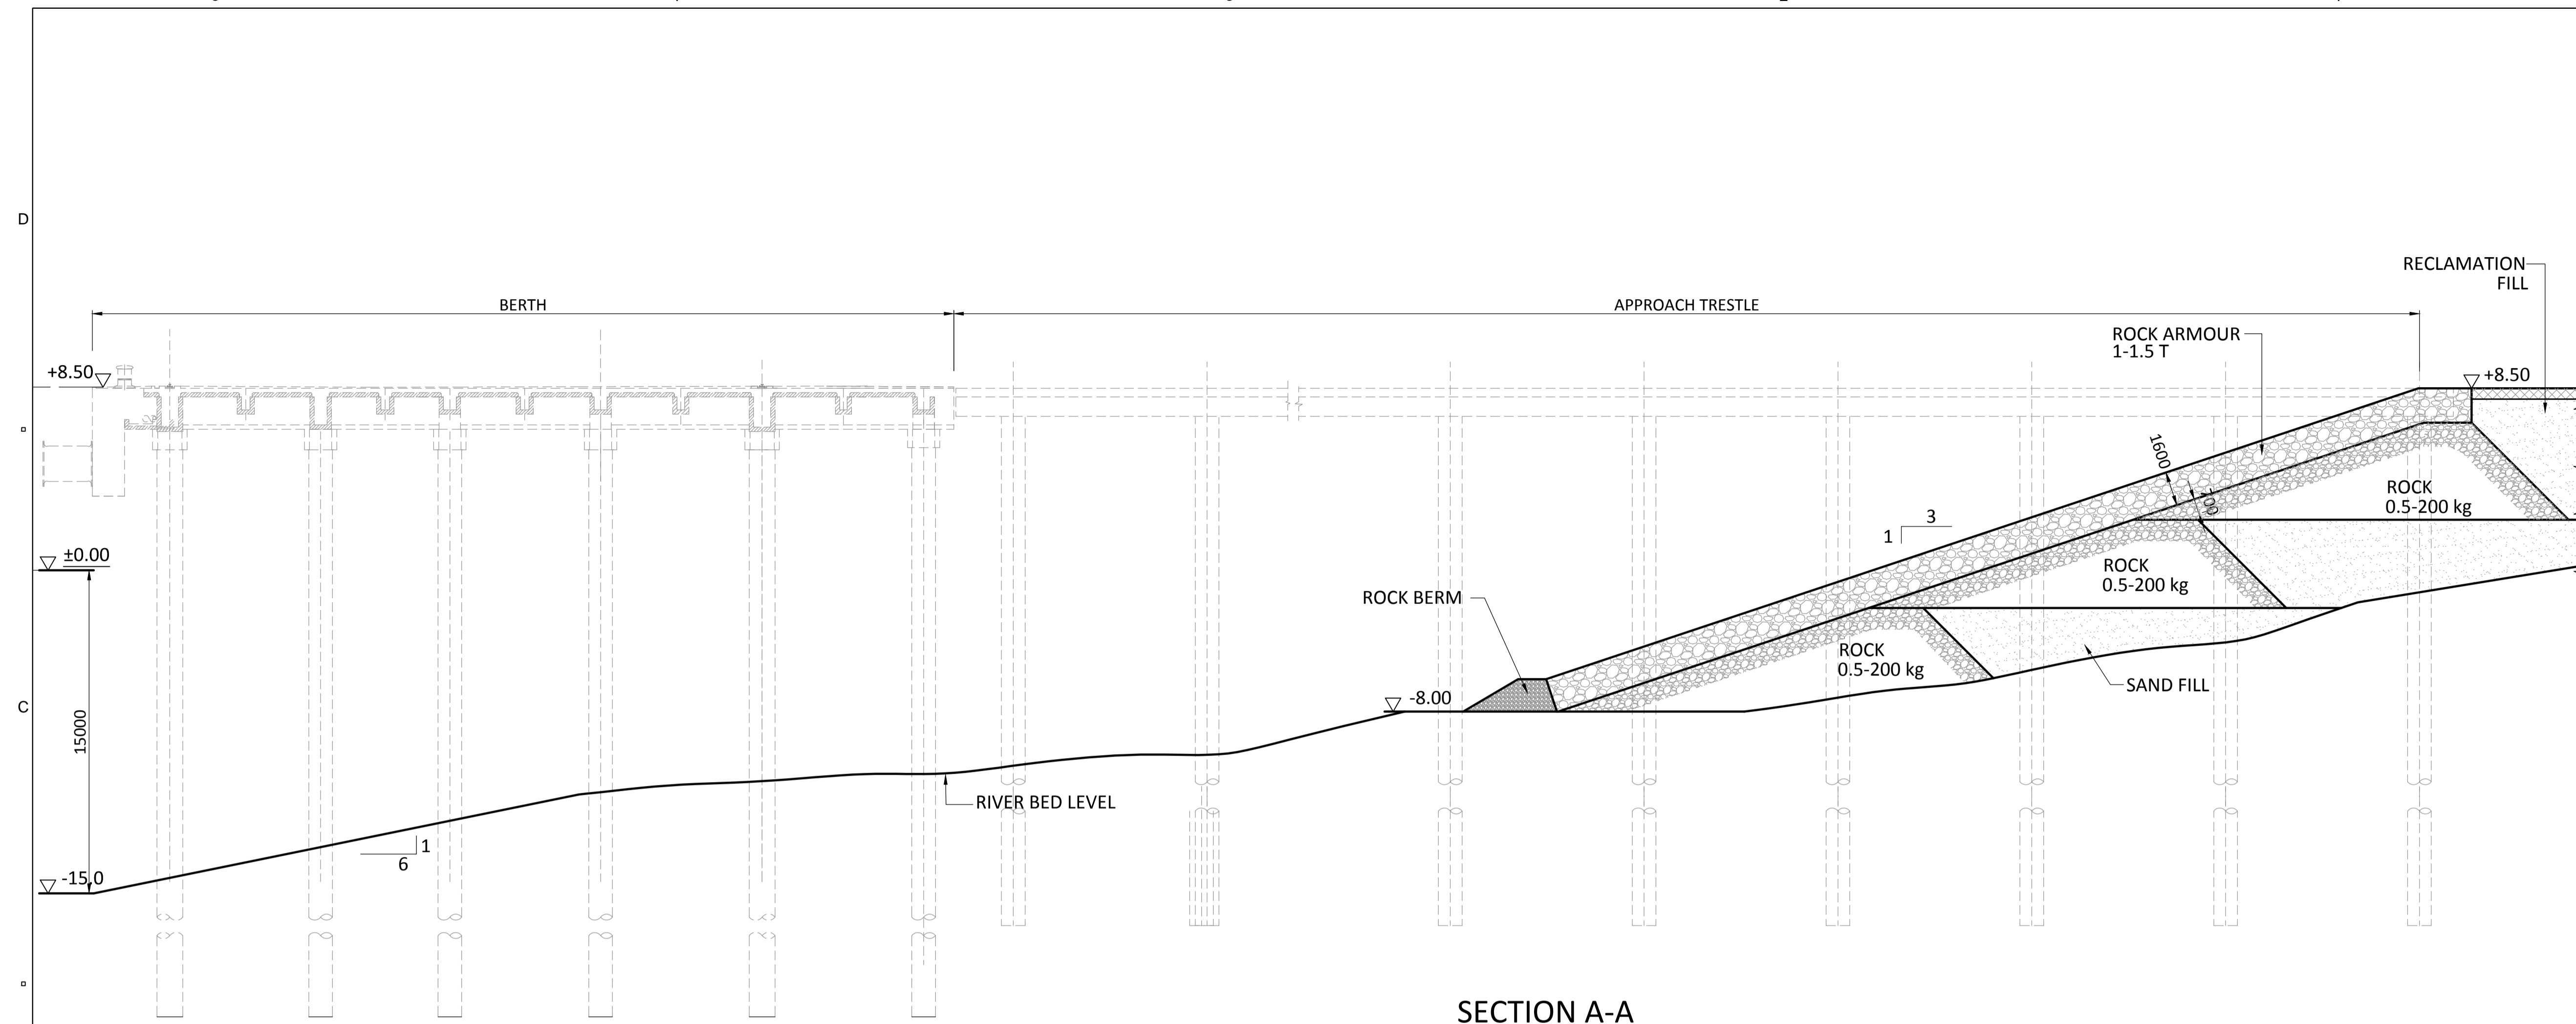 D
RECLAMATION
FILL
BERTH
APPROACH TRESTLE
ROCK ARMOUR
1-1.5 T
+8.50
+8.50
1600
700
ROCK
0.5-200 kg
3
1
±0.00
ROCK
0.5-200 kg
ROCK BERM
ROCK
0.5-200 kg
SAND FILL
-8.00
C
15000
RIVER BED LEVEL
1
6
-15.0
SECTION A-A